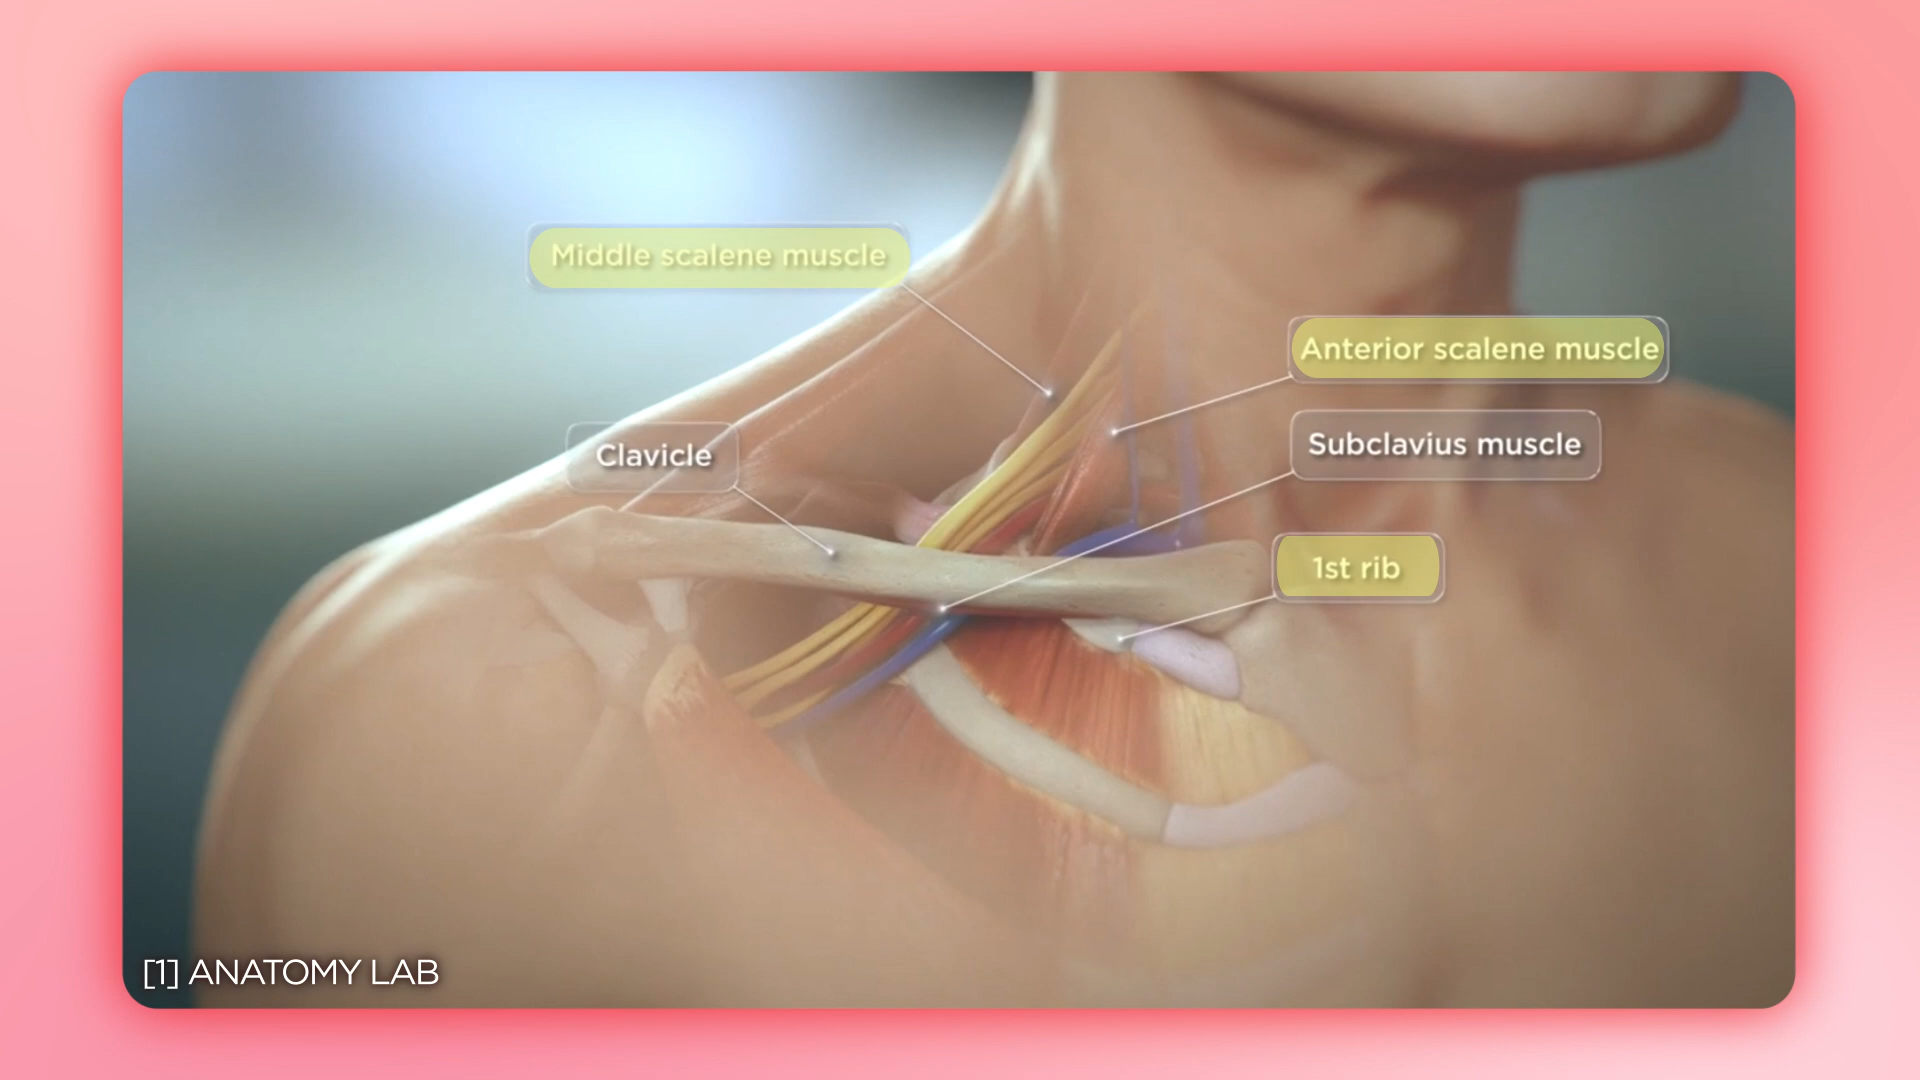 Middle scalene muscle
Anterior scalene muscle
Clavicle
Subclavius muscle
1st rib
[1] ANATOMY LAB